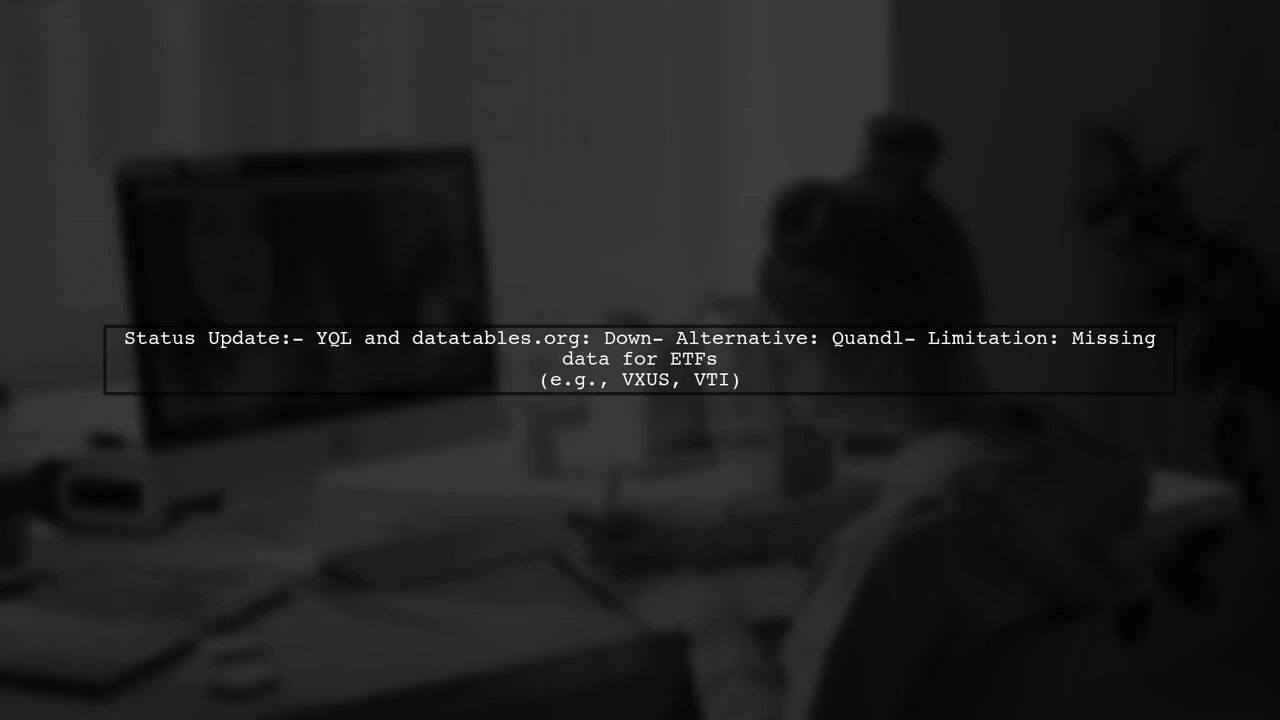 Status Update:- YQL and datatables.org: Down- Alternative: Quandl- Limitation: Missing
data for ETFs
(e.g., VXUS, VTI)